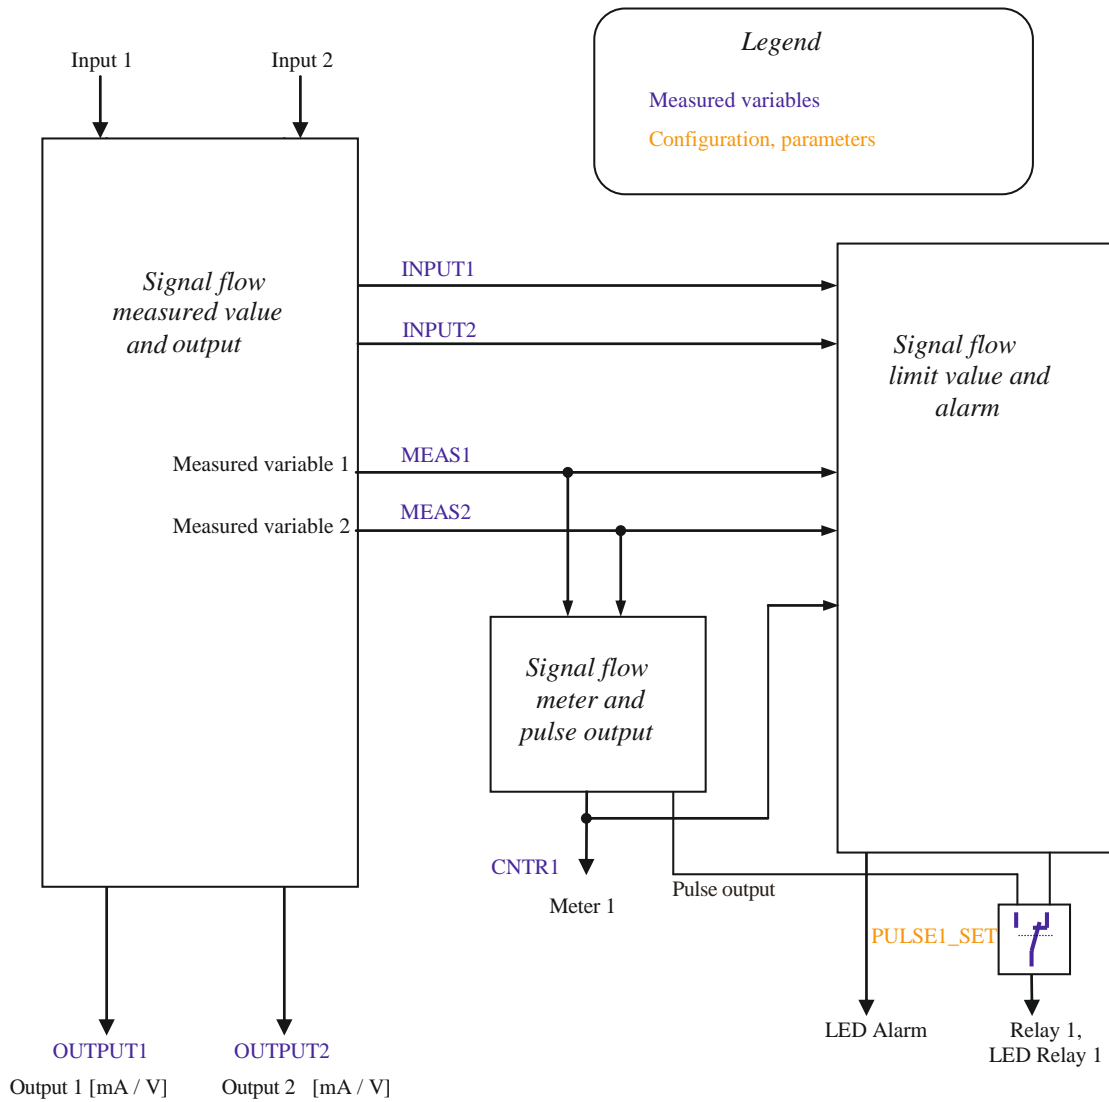 Legend
Measured variables
Configuration, parameters
Input 1
Input 2
Signal flow
measured value
and output
INPUT1
INPUT2
Signal flow
limit value and
alarm
Measured variable 1
MEAS1
Measured variable 2
MEAS2
Signal flow
meter and
pulse output
CNTR1
Meter 1
Pulse output
PULSE1_SET
LED Alarm
Relay 1,
LED Relay 1
OUTPUT1
OUTPUT2
Output 1 [mA / V]
Output 2 [mA / V]